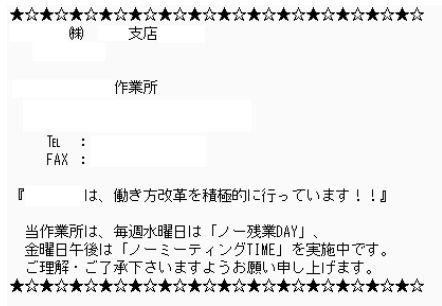 ★☆★☆★☆★☆★☆★☆★☆★☆★☆★☆★☆★☆★☆★☆
㈱　　支店
作業所
℡　：
FAX　：
『　　　は、働き方改革を積極的に行っています！！』
当作業所は、毎週水曜日は「ノー残業DAY」、
金曜日午後は「ノーミーティングTIME」を実施中です。
ご理解・ご了承下さいますようお願い申し上げます。
★☆★☆★☆★☆★☆★☆★☆★☆★☆★☆★☆★☆★☆★☆